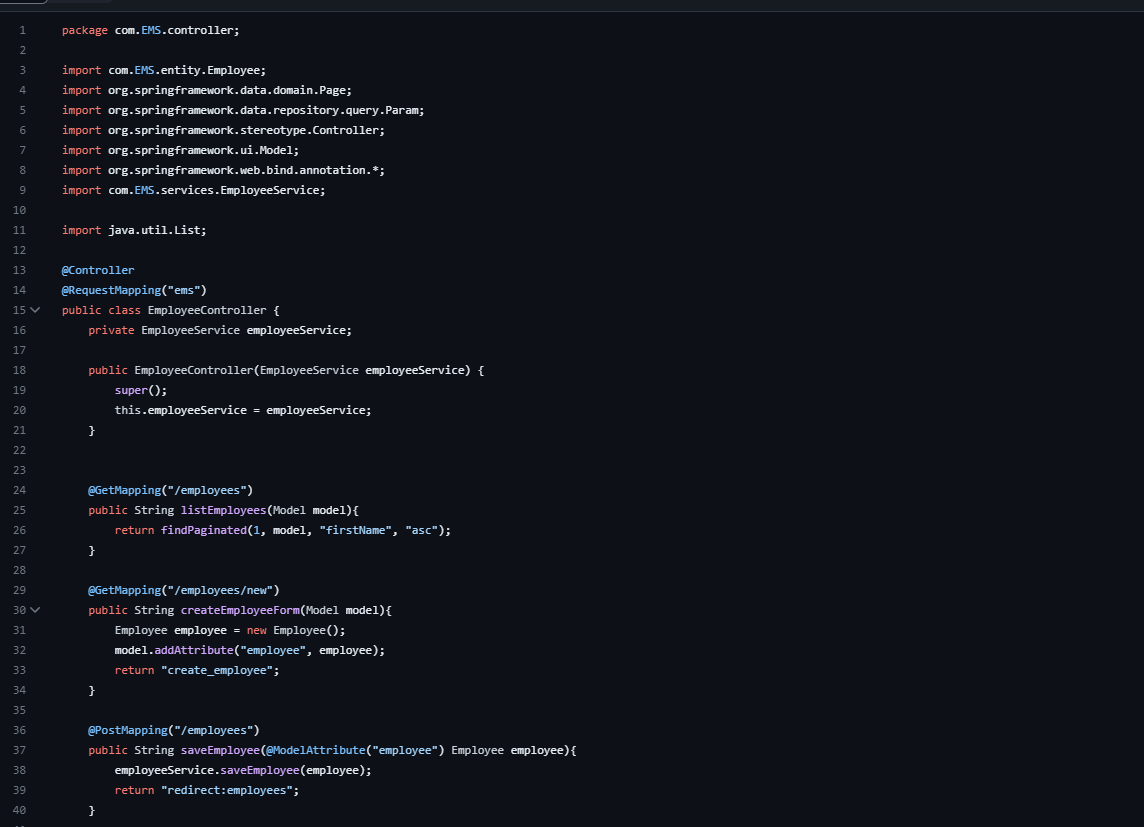 1 package com.EMS.controller;
2
3 import com.EMS.entity.Employee;
4 import org.springframework.data.domain.Page;
5 import org.springframework.data.repository.query.Param;
6 import org.springframework.stereotype.Controller;
7 import org.springframework.ui.Model;
8 import org.springframework.web.bind.annotation.*;
9 import com.EMS.services.EmployeeService;
10
11 import java.util.List;
12
13 @Controller
14 @RequestMapping("ems")
15 public class EmployeeController {
16     private EmployeeService employeeService;
17
18     public EmployeeController(EmployeeService employeeService) {
19         super();
20         this.employeeService = employeeService;
21     }
22
23
24     @GetMapping("/employees")
25     public String listEmployees(Model model){
26         return findPaginated(1, model, "firstName", "asc");
27     }
28
29     @GetMapping("/employees/new")
30     public String createEmployeeForm(Model model){
31         Employee employee = new Employee();
32         model.addAttribute("employee", employee);
33         return "create_employee";
34     }
35
36     @PostMapping("/employees")
37     public String saveEmployee(@ModelAttribute("employee") Employee employee){
38         employeeService.saveEmployee(employee);
39         return "redirect:employees";
40     }